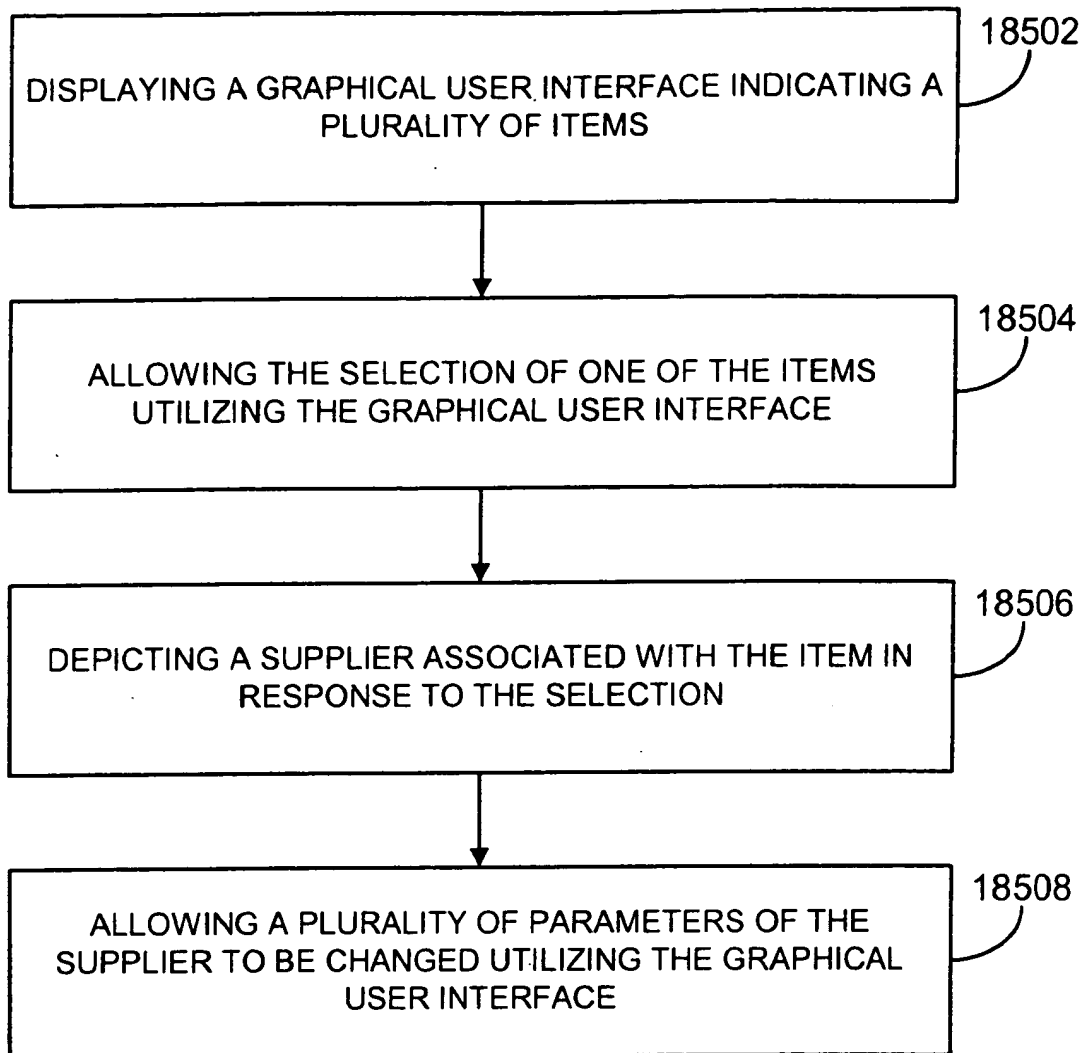 18502
DISPLAYING A GRAPHICAL USER INTERFACE INDICATING A
PLURALITY OF ITEMS
18504
ALLOWING THE SELECTION OF ONE OF THE ITEMS
UTILIZING THE GRAPHICAL USER INTERFACE
18506
DEPICTING A SUPPLIER ASSOCIATED WITH THE ITEM IN
RESPONSE TO THE SELECTION
18508
ALLOWING A PLURALITY OF PARAMETERS OF THE
SUPPLIER TO BE CHANGED UTILIZING THE GRAPHICAL
USER INTERFACE